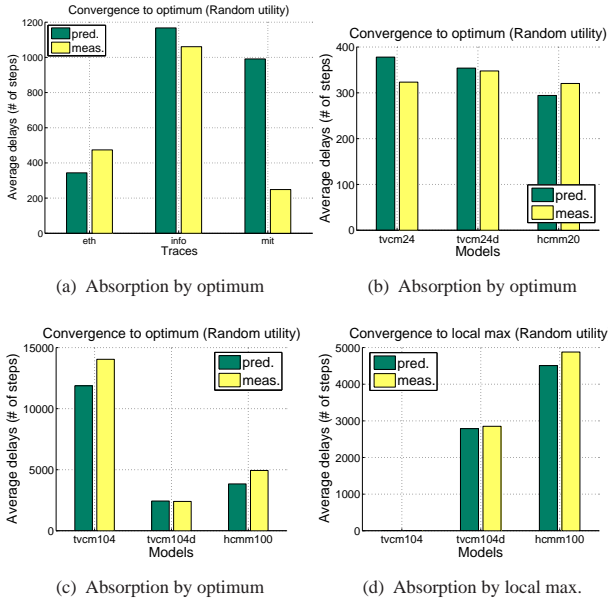 Convergence to optimum (Random utility)
Average delays (# of steps)
1200
1000
800
600
400
200
0
pred.
meas.
eth
info
mit
Traces
(a) Absorption by optimum
Convergence to optimum (Random utility)
Average delays (# of steps)
400
300
200
100
0
pred.
meas.
tvcm24
tvcm24d
hcmm20
Models
(b) Absorption by optimum
Convergence to optimum (Random utility)
Average delays (# of steps)
15000
10000
5000
0
pred.
meas.
tvcm104
tvcm104d
hcmm100
Models
(c) Absorption by optimum
Convergence to local max (Random utility
Average delays (# of steps)
5000
4000
3000
2000
1000
0
pred.
meas.
tvcm104
tvcm104d
hcmm100
Models
(d) Absorption by local max.